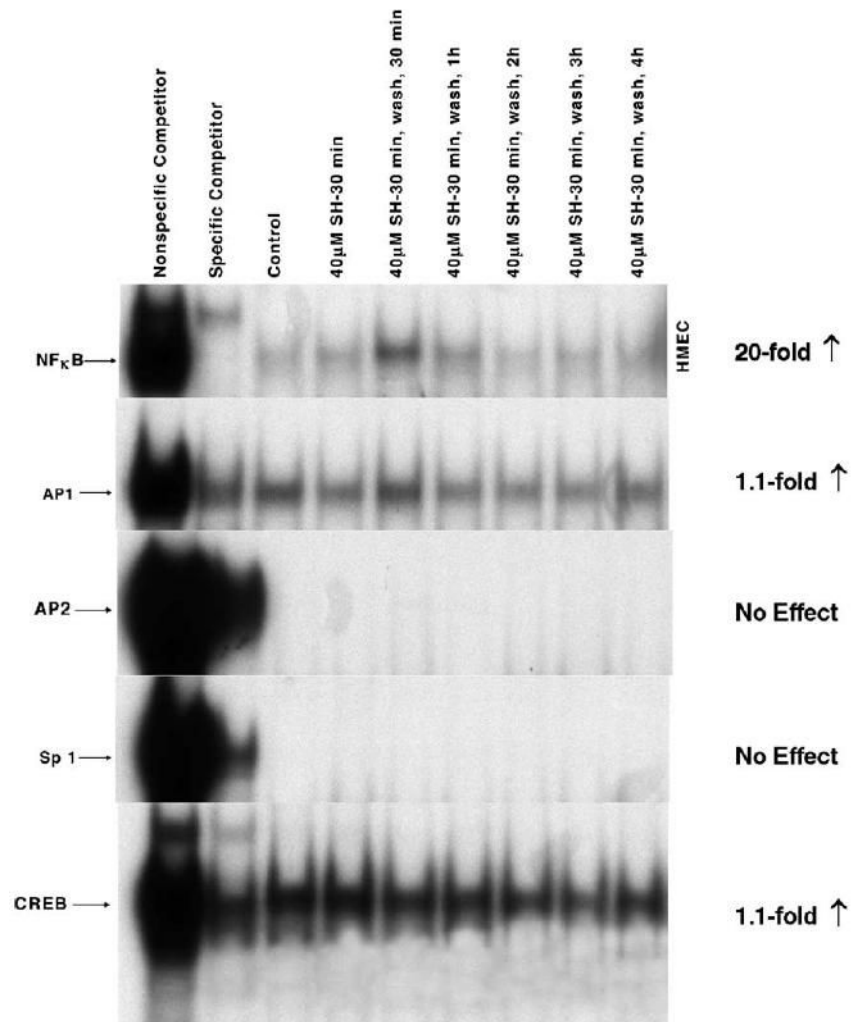 Nonspecific Competitor
Specific Competitor
Control
40μM SH-30 min
40μM SH-30 min, wash, 30 min
40μM SH-30 min, wash, 1h
40μM SH-30 min, wash, 2h
40μM SH-30 min, wash, 3h
40μM SH-30 min, wash, 4h
NFκB
HMEC
20-fold ↑
AP1
1.1-fold ↑
AP2
No Effect
Sp 1
No Effect
CREB
1.1-fold ↑